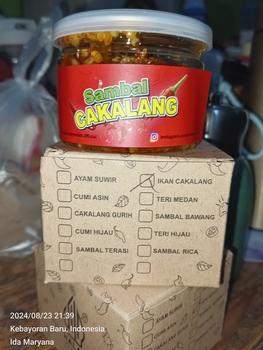 Sambal
CAKALANG
AYAM SUWIR
IKAN CAKALANG
CUMI ASIN
TERI MEDAN
CAKALANG GURIH
SAMBAL BAWANG
CUMI HIJAU
TERI HIJAU
SAMBAL TERASI
SAMBAL RICA
2024/08/23 21:39
Kebayoran Baru, Indonesia
Ida Maryana